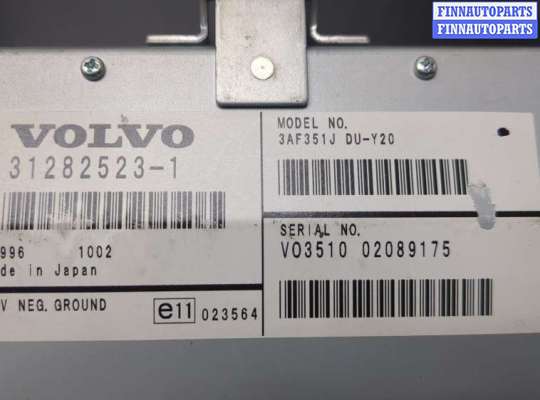 FINNAUTOPARTS
FINNAUTOPARTS
VOLVO
31282523-1
996 1002
de in Japan
V NEG. GROUND
e11 023564
MODEL NO.
3AF351J DU-Y20
SERIAL NO.
VO3510 02089175